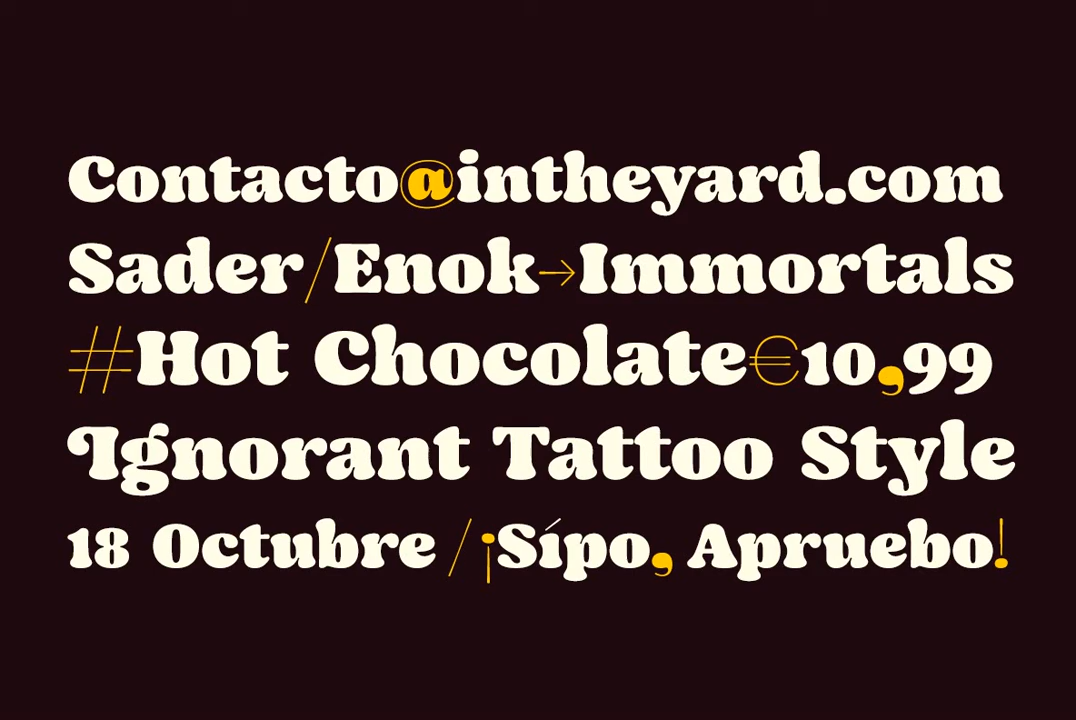 Contacto@intheyard.com
Sader/Enok→Immortals
#Hot Chocolate€10,99
Ignorant Tattoo Style
18 Octubre /¡Sípo, Apruebo!